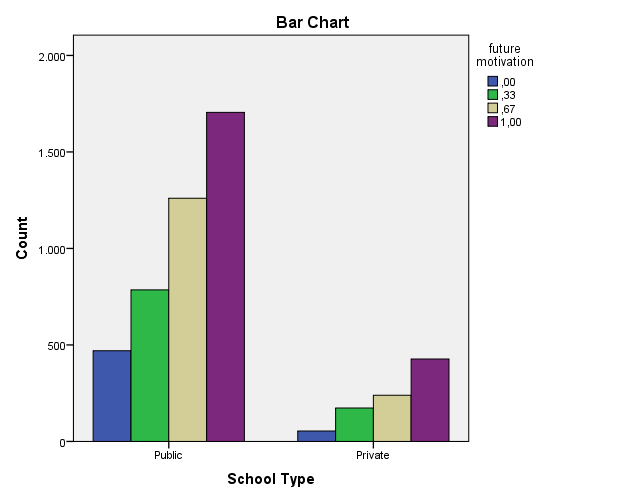 Bar Chart
future
motivation
,00
,33
,67
1,00
2.000
1.500
1.000
500
0
Count
Public
Private
School Type